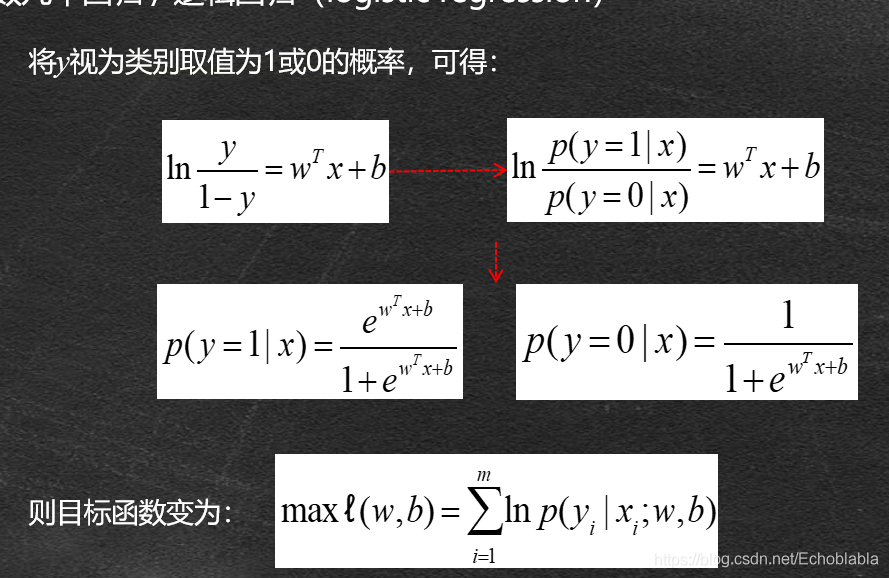 (logistic regression)
将y视为类别取值为1或0的概率，可得：
ln y/(1-y) = w^T x+b
ln p(y=1|x)/p(y=0|x) = w^T x+b
p(y=1|x) = e^(w^T x+b)/(1+e^(w^T x+b))
p(y=0|x) = 1/(1+e^(w^T x+b))
则目标函数变为： max ℓ(w,b) = ∑_{i=1}^{m} ln p(y_i | x_i;w,b)
https://blog.csdn.net/Echoblabla